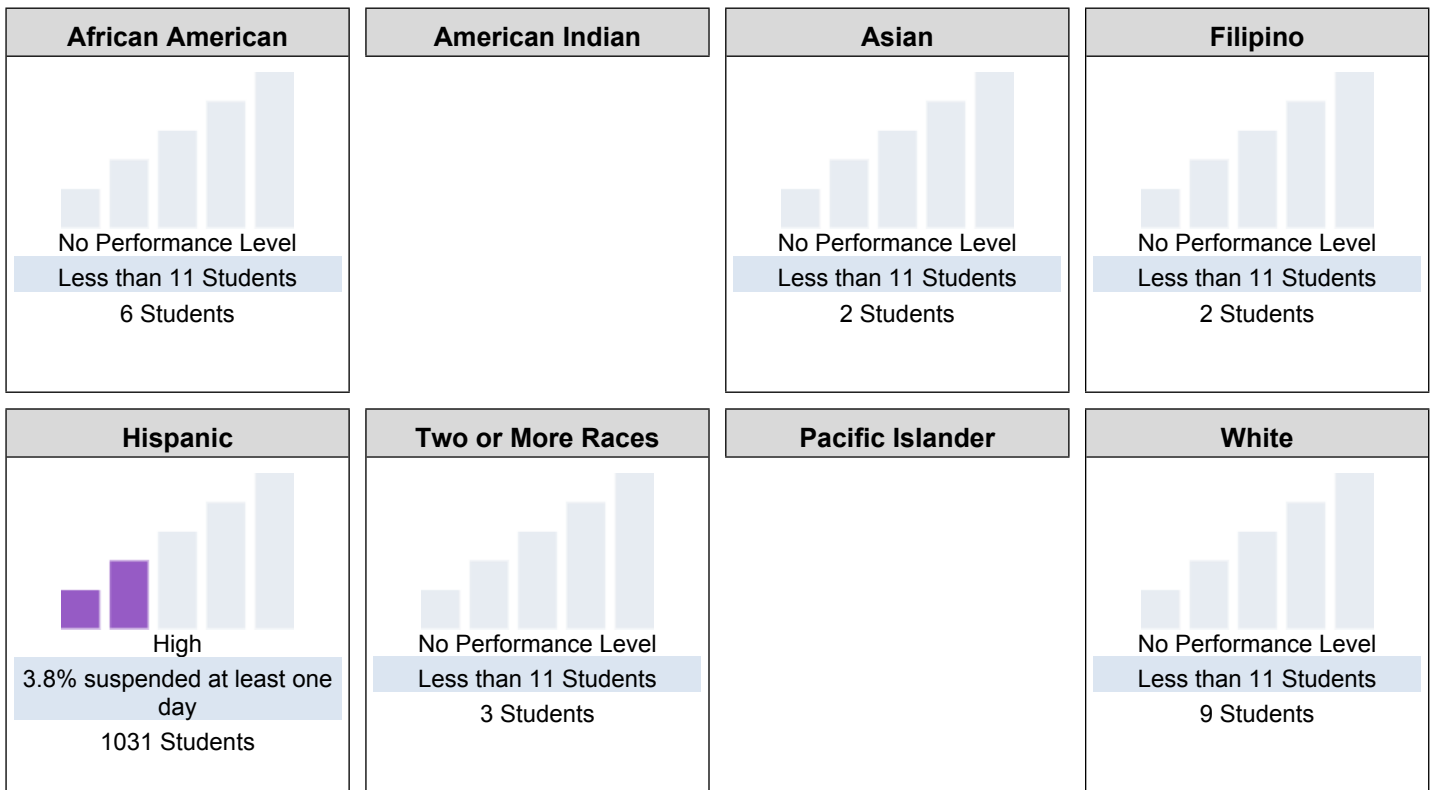 African American
American Indian
Asian
Filipino
No Performance Level
Less than 11 Students
6 Students
No Performance Level
Less than 11 Students
2 Students
No Performance Level
Less than 11 Students
2 Students
Hispanic
Two or More Races
Pacific Islander
White
High
3.8% suspended at least one
day
1031 Students
No Performance Level
Less than 11 Students
3 Students
No Performance Level
Less than 11 Students
9 Students